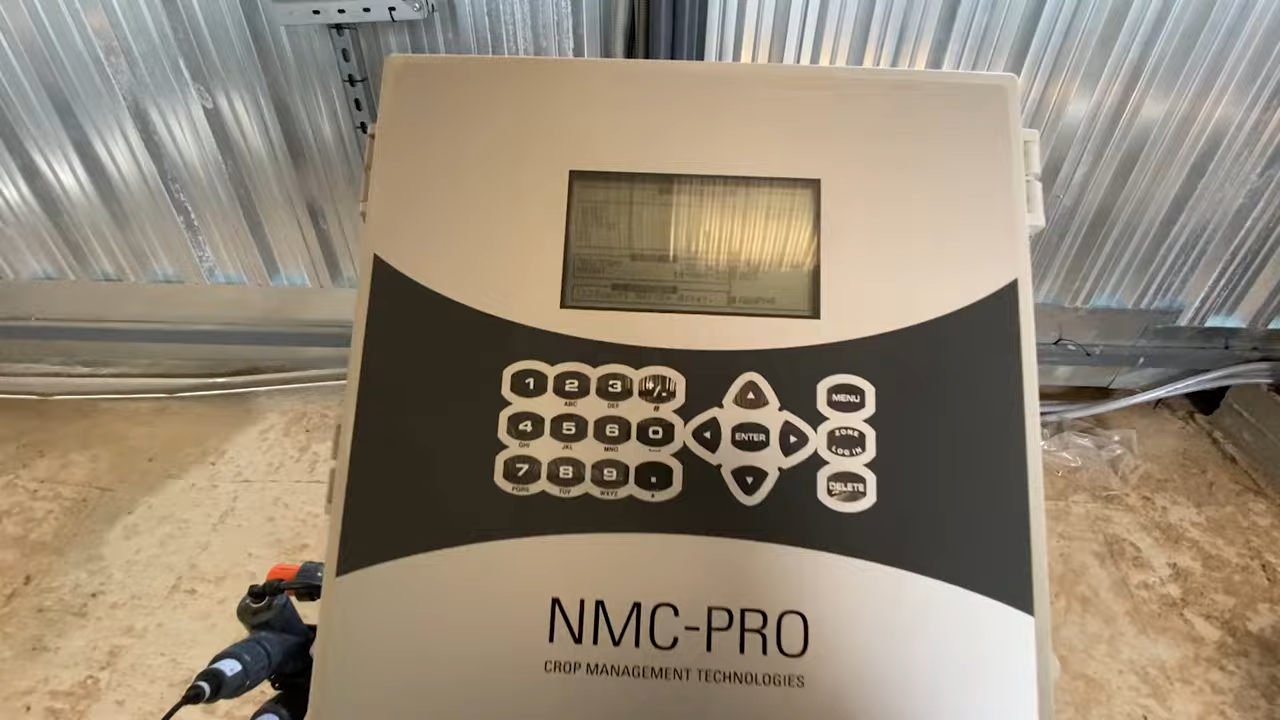 1 2 3 +/-
ABC DEF #
4 5 6 0 ENTER
GHI JKL MNO
7 8 9 .
PQRS TUV WXYZ
MENU
ZONE
LOG IN
DELETE
NMC-PRO
CROP MANAGEMENT TECHNOLOGIES